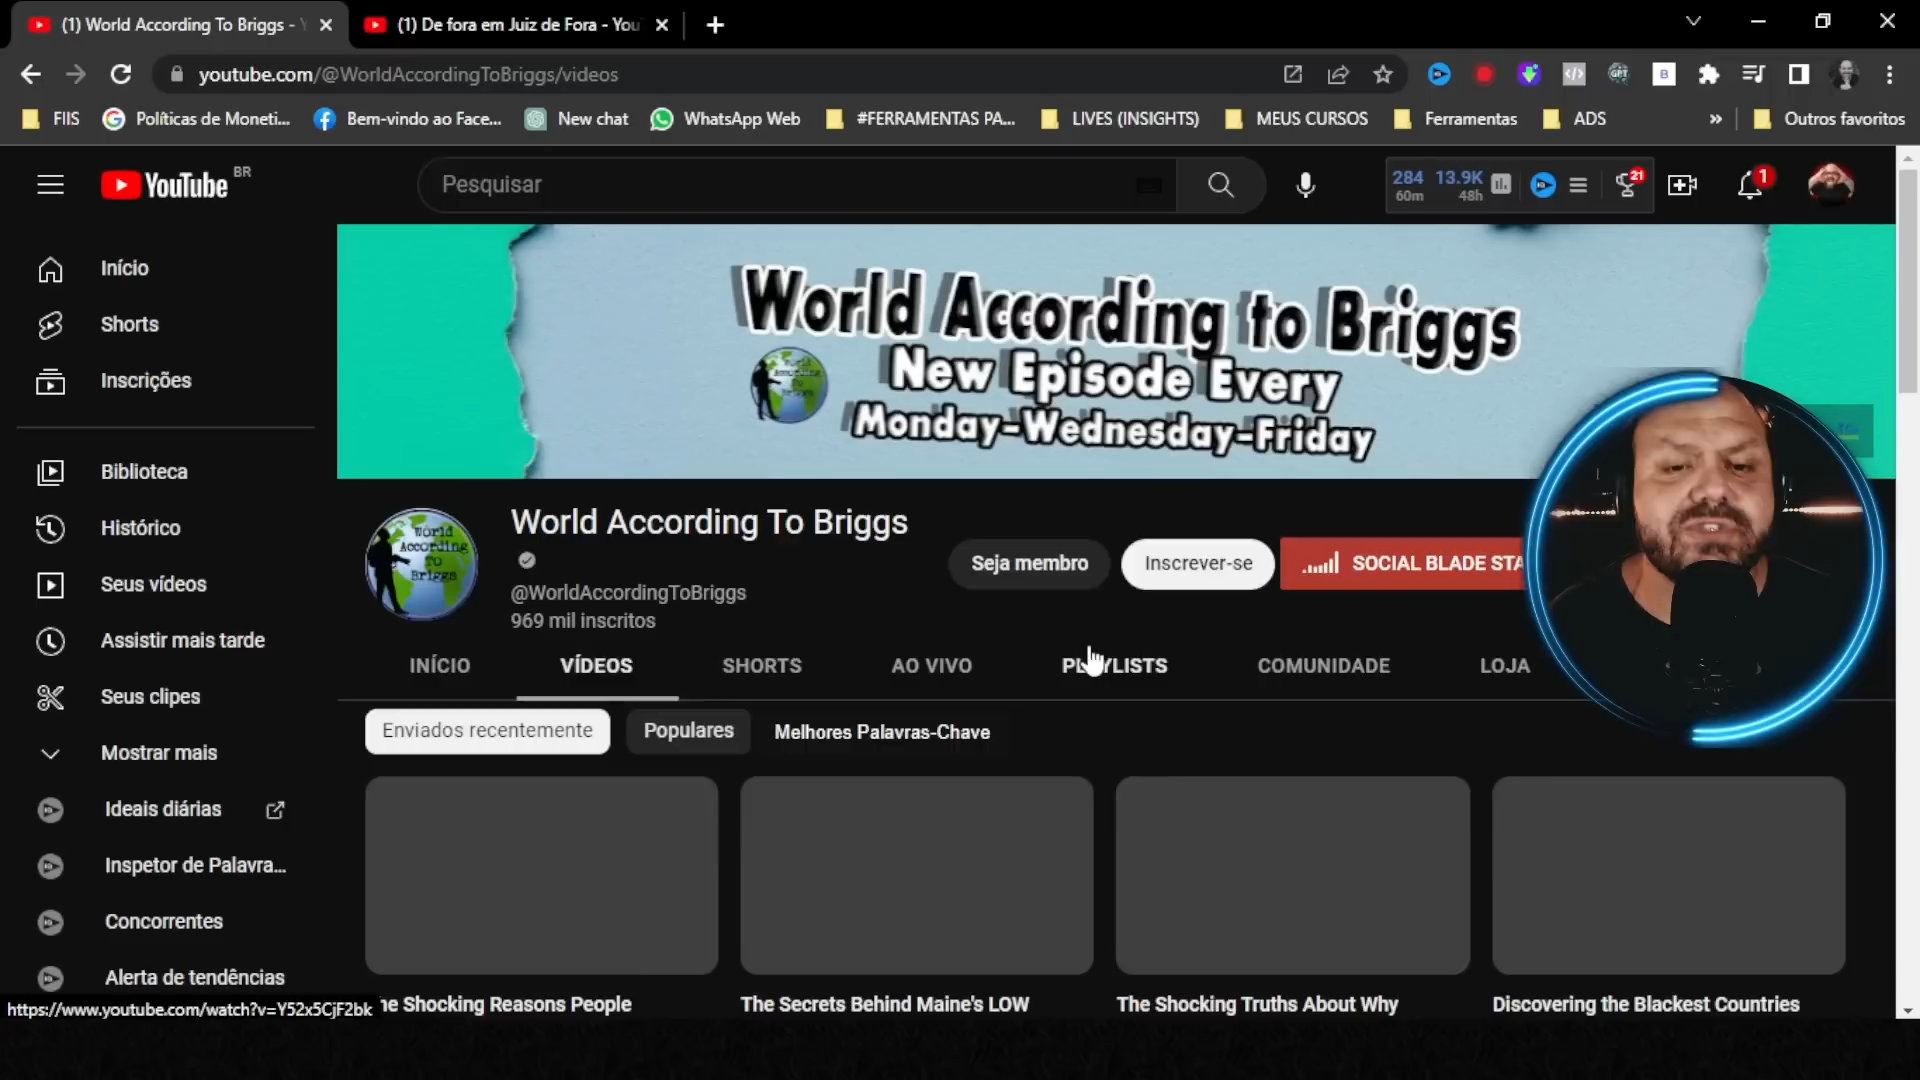 (1) World According To Briggs - Y
(1) De fora em Juiz de Fora - You
youtube.com/@WorldAccordingToBriggs/videos
FIIS
Políticas de Moneti...
Bem-vindo ao Face...
New chat
WhatsApp Web
#FERRAMENTAS PA...
LIVES (INSIGHTS)
MEUS CURSOS
Ferramentas
ADS
»
Outros favoritos
YouTube BR
Pesquisar
284 60m
13.9K 48h
21
1
Início
Shorts
Inscrições
Biblioteca
Histórico
Seus vídeos
Assistir mais tarde
Seus clipes
Mostrar mais
Ideais diárias
Inspetor de Palavra...
Concorrentes
Alerta de tendências
World According to Briggs
New Episode Every
Monday-Wednesday-Friday
World
According
To
Briggs
World According To Briggs
@WorldAccordingToBriggs
969 mil inscritos
Seja membro
Inscrever-se
SOCIAL BLADE STA
INÍCIO
VÍDEOS
SHORTS
AO VIVO
PLAYLISTS
COMUNIDADE
LOJA
Enviados recentemente
Populares
Melhores Palavras-Chave
he Shocking Reasons People
The Secrets Behind Maine's LOW
The Shocking Truths About Why
Discovering the Blackest Countries
https://www.youtube.com/watch?v=Y52x5CjF2bk